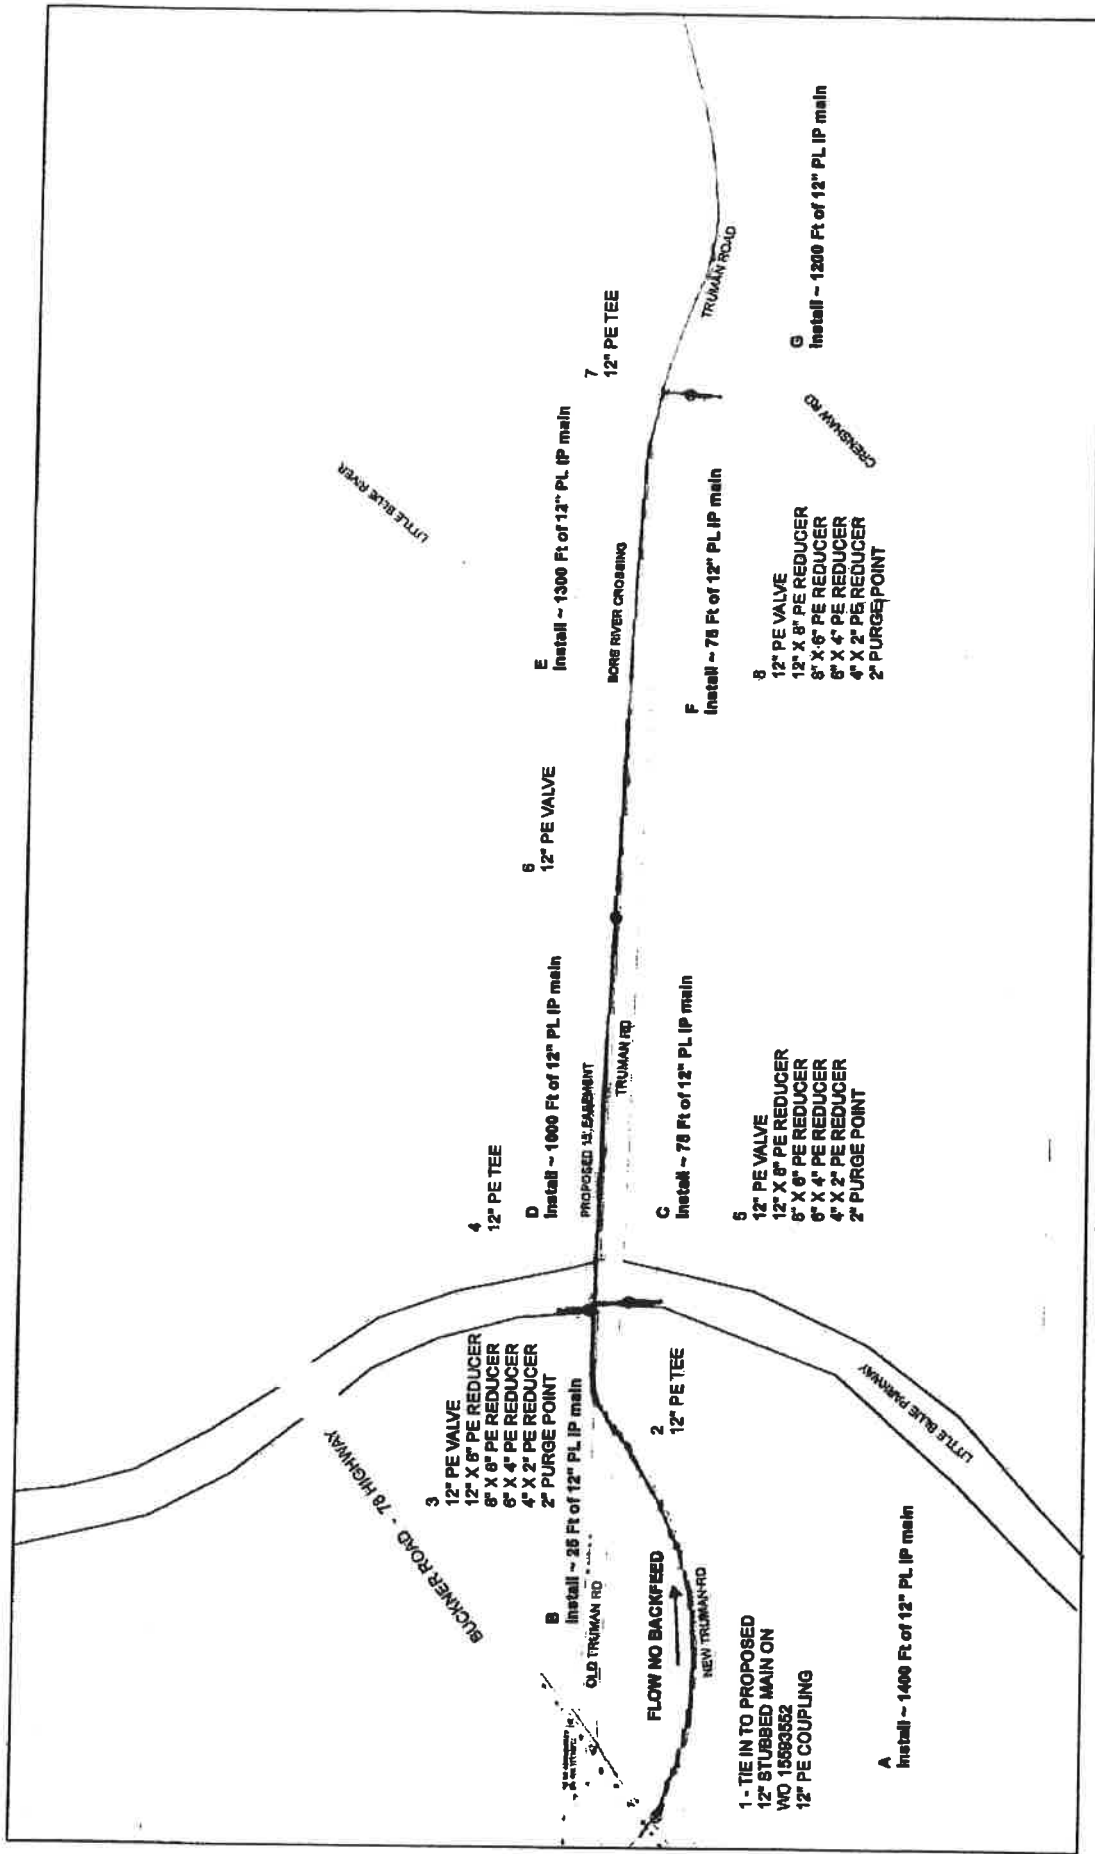 BUCKNER ROAD - 78 HIGHWAY
3
12" PE VALVE
12" X 8" PE REDUCER
8" X 6" PE REDUCER
6" X 4" PE REDUCER
4" X 2" PE REDUCER
2" PURGE POINT
B
Install ~ 25 Ft of 12" PL IP main
OLD TRUMAN RD
FLOW NO BACKFEED
NEW TRUMAN RD
2
12" PE TEE
1 - TIE IN TO PROPOSED
12" STUBBED MAIN ON
WO 15593552
12" PE COUPLING
A
Install ~ 1400 Ft of 12" PL IP main
LITTLE BLUE PARKWAY
4
12" PE TEE
D
Install ~ 1000 Ft of 12" PL IP main
PROPOSED 15' EASEMENT
TRUMAN RD
C
Install ~ 75 Ft of 12" PL IP main
5
12" PE VALVE
12" X 8" PE REDUCER
8" X 6" PE REDUCER
6" X 4" PE REDUCER
4" X 2" PE REDUCER
2" PURGE POINT
6
12" PE VALVE
LITTLE BLUE RIVER
E
Install ~ 1300 Ft of 12" PL IP main
BORE RIVER CROSSING
F
Install ~ 75 Ft of 12" PL IP main
8
12" PE VALVE
12" X 8" PE REDUCER
8" X 6" PE REDUCER
6" X 4" PE REDUCER
4" X 2" PE REDUCER
2" PURGE POINT
7
12" PE TEE
TRUMAN ROAD
CRENSHAW RD
G
Install ~ 1200 Ft of 12" PL IP main